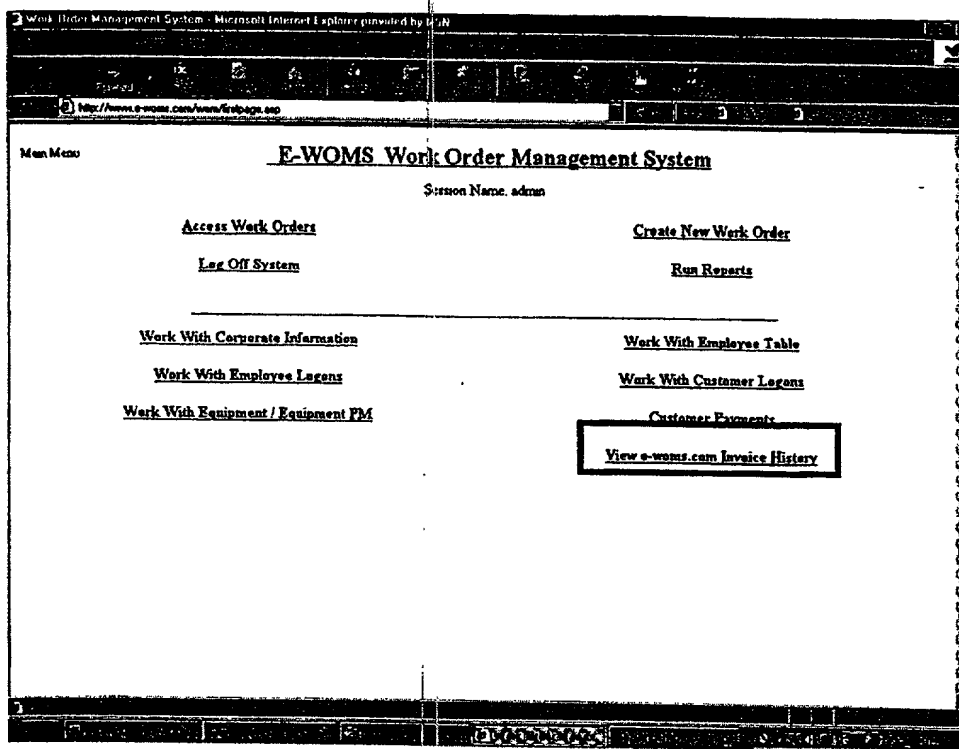 Work Order Management System - Microsoft Internet Explorer provided by MSN
http://www.e-woms.com/wom/firstpage.asp
Main Menu
E-WOMS Work Order Management System
Session Name, admin
Access Work Orders
Create New Work Order
Log Off System
Run Reports
Work With Corporate Information
Work With Employee Table
Work With Employee Logons
Work With Customer Logons
Work With Equipment / Equipment PM
Customer Payments
View e-woms.com Invoice History